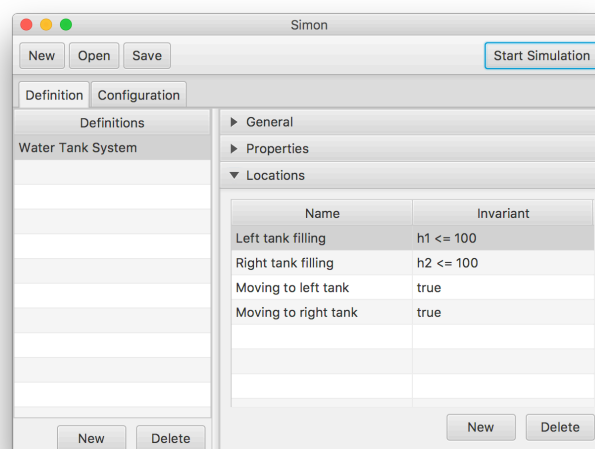 Simon
New Open Save Start Simulation
Definition Configuration
Definitions
Water Tank System
New Delete
General
Properties
Locations
Name Invariant
Left tank filling h1 <= 100
Right tank filling h2 <= 100
Moving to left tank true
Moving to right tank true
New Delete